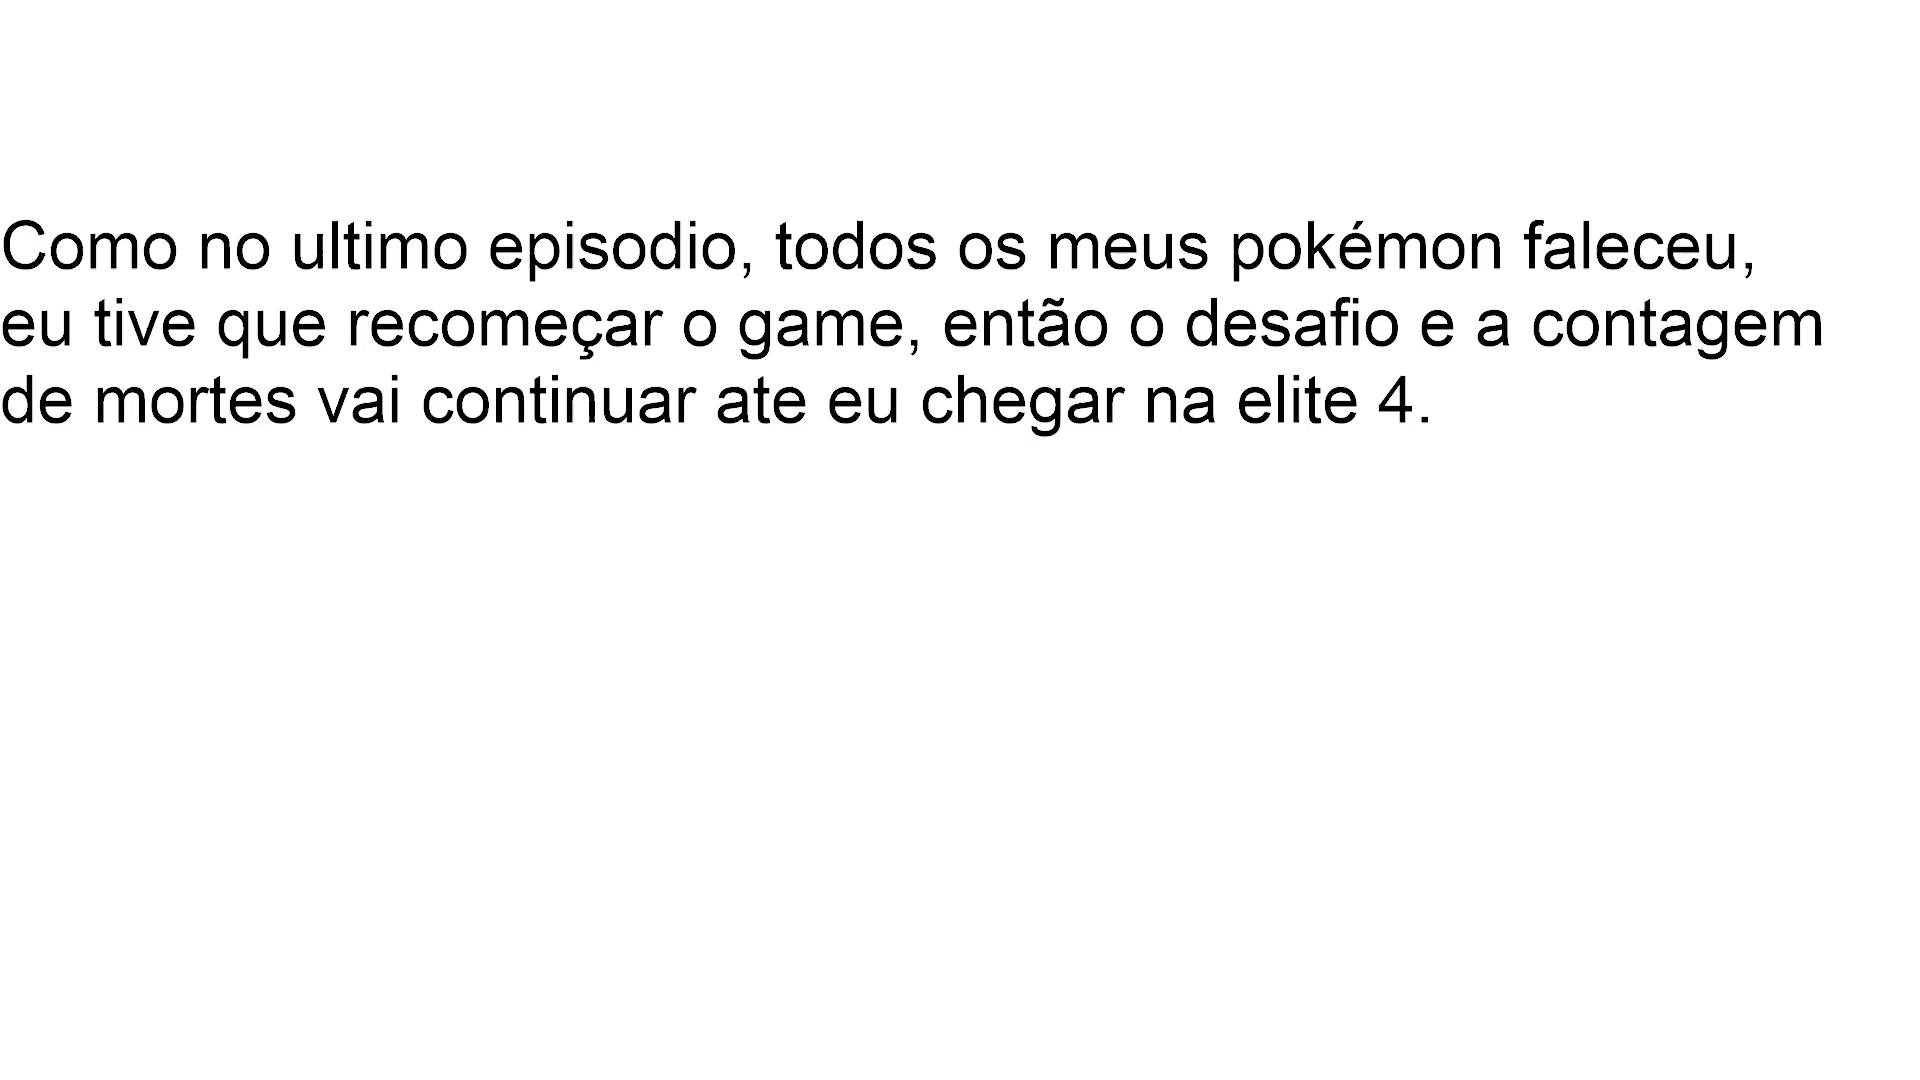 Como no ultimo episodio, todos os meus pokémon faleceu,
eu tive que recomeçar o game, então o desafio e a contagem
de mortes vai continuar ate eu chegar na elite 4.